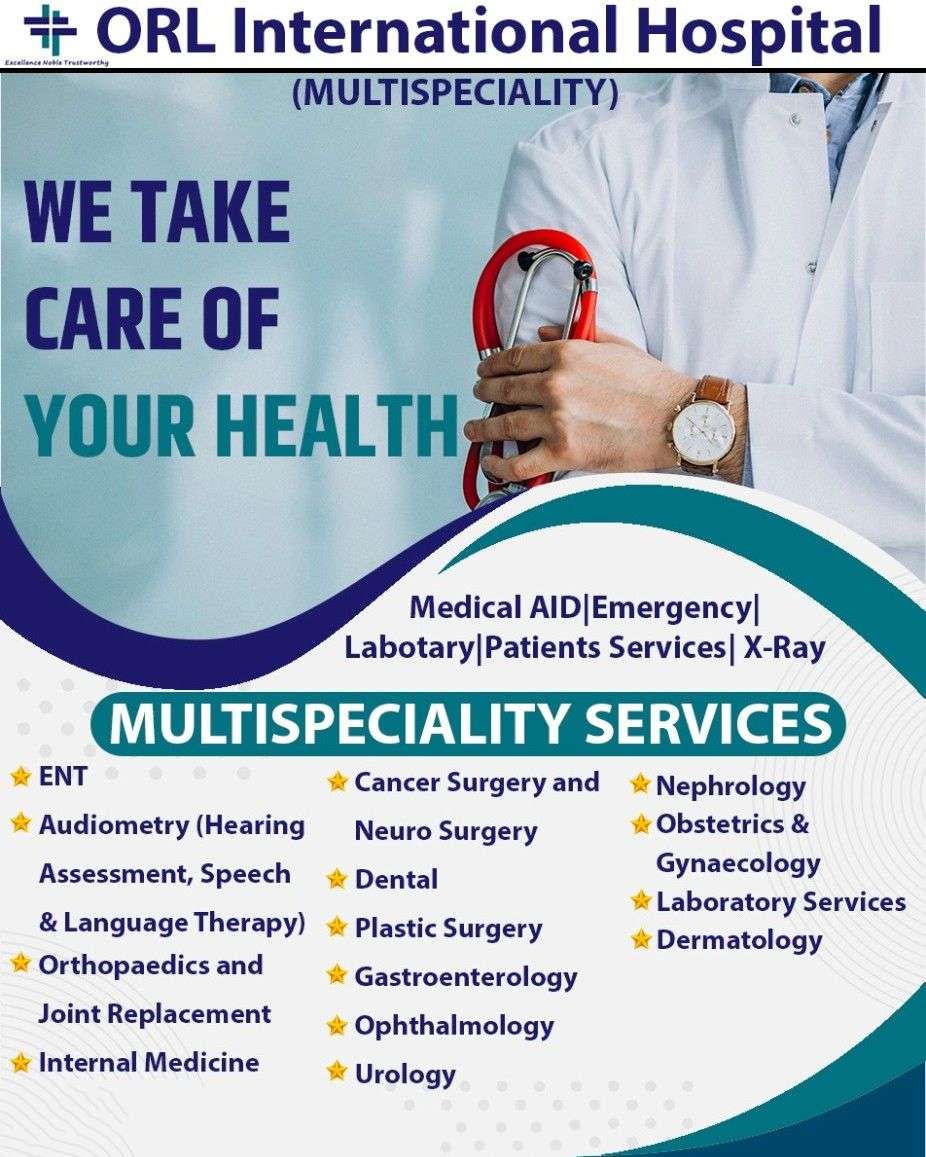 ORL International Hospital
Excellence Noble Trustworthy
(MULTISPECIALITY)
WE TAKE
CARE OF
YOUR HEALTH
Medical AID|Emergency|
Labotary|Patients Services| X-Ray
MULTISPECIALITY SERVICES
ENT
Audiometry (Hearing
Assessment, Speech
& Language Therapy)
Orthopaedics and
Joint Replacement
Internal Medicine
Cancer Surgery and
Neuro Surgery
Dental
Plastic Surgery
Gastroenterology
Ophthalmology
Urology
Nephrology
Obstetrics &
Gynaecology
Laboratory Services
Dermatology